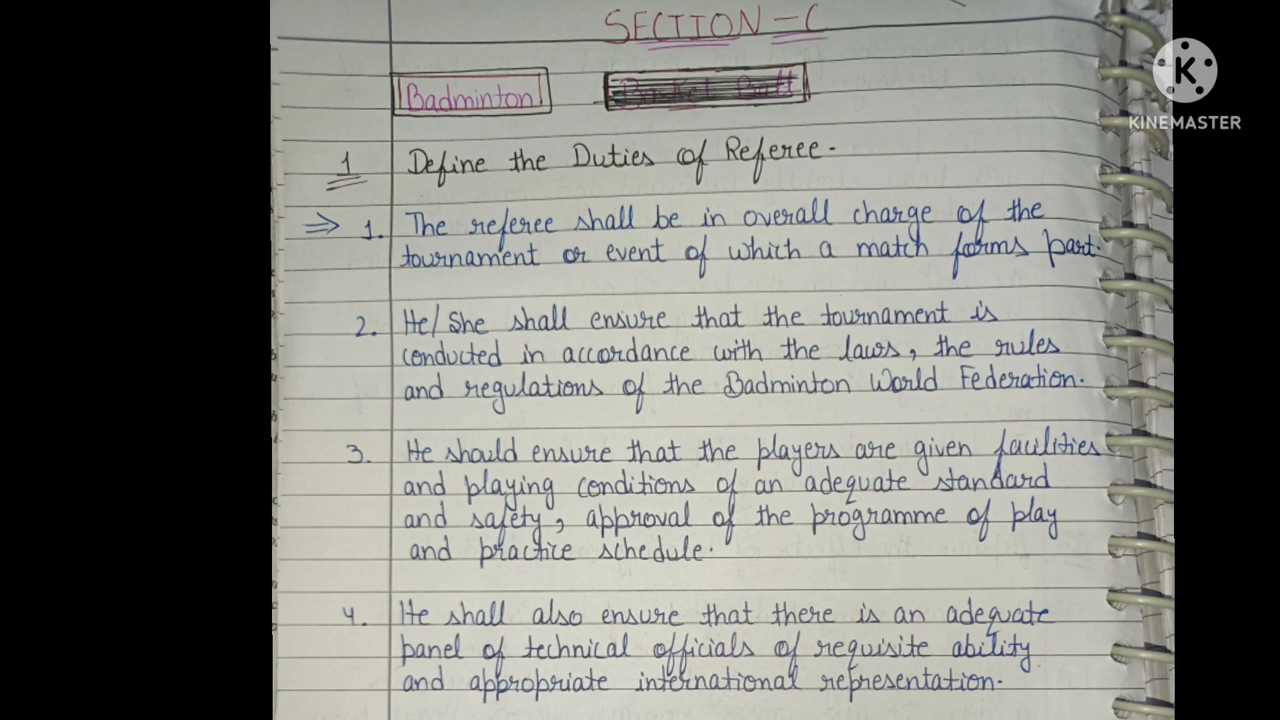 SECTION - C
Badminton Basket Ball
K
KINEMASTER
1 Define the Duties of Referee.
⇒ 1. The referee shall be in overall charge of the
tournament or event of which a match forms part.
2. He/She shall ensure that the tournament is
conducted in accordance with the laws, the rules
and regulations of the Badminton World Federation.
3. He should ensure that the players are given facilities
and playing conditions of an adequate standard
and safety, approval of the programme of play
and practice schedule.
4. He shall also ensure that there is an adequate
panel of technical officials of requisite ability
and appropriate international representation.